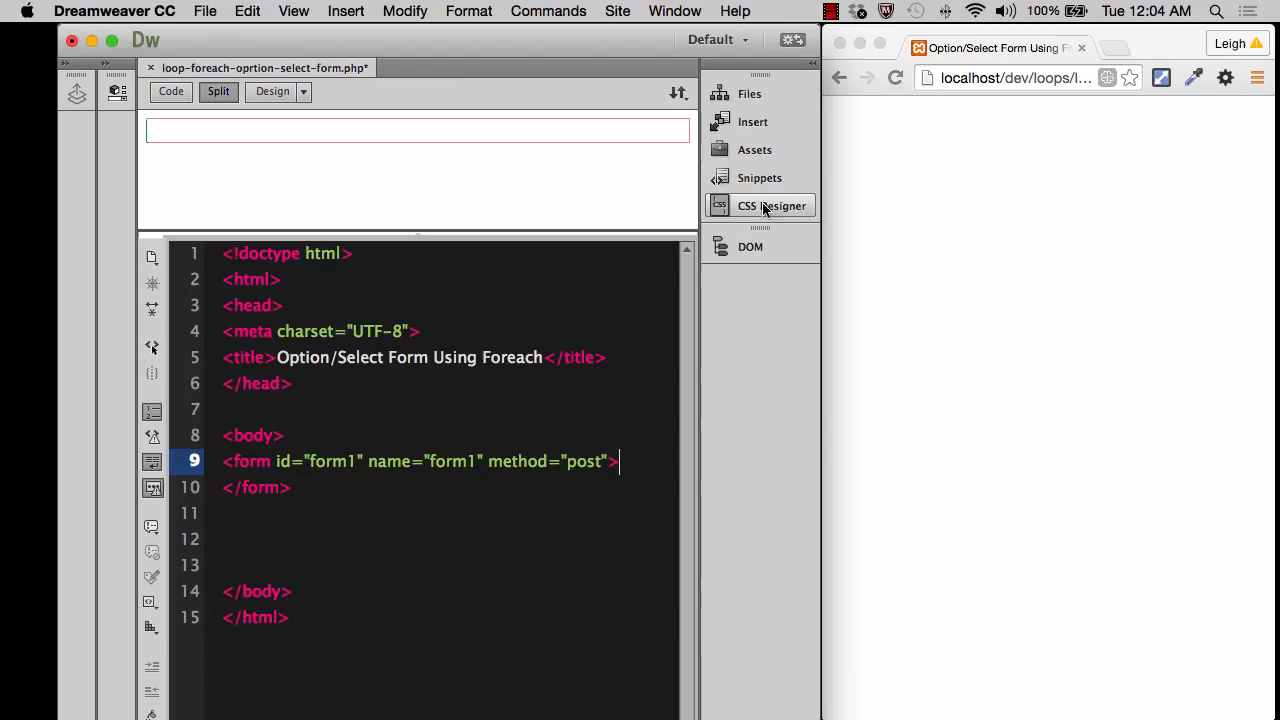 Dreamweaver CC File Edit View Insert Modify Format Commands Site Window Help 100% Tue 12:04 AM
Dw Default
loop-foreach-oprtion-select-form.php*
Code Split Design
Files
Insert
Assets
Snippets
CSS Designer
DOM
1 <!doctype html>
2 <html>
3 <head>
4 <meta charset="UTF-8">
5 <title>Option/Select Form Using Foreach</title>
6 </head>
7
8 <body>
9 <form id="form1" name="form1" method="post">
10 </form>
11
12
13
14 </body>
15 </html>
Option/Select Form Using F
Leigh
localhost/dev/loops/l...